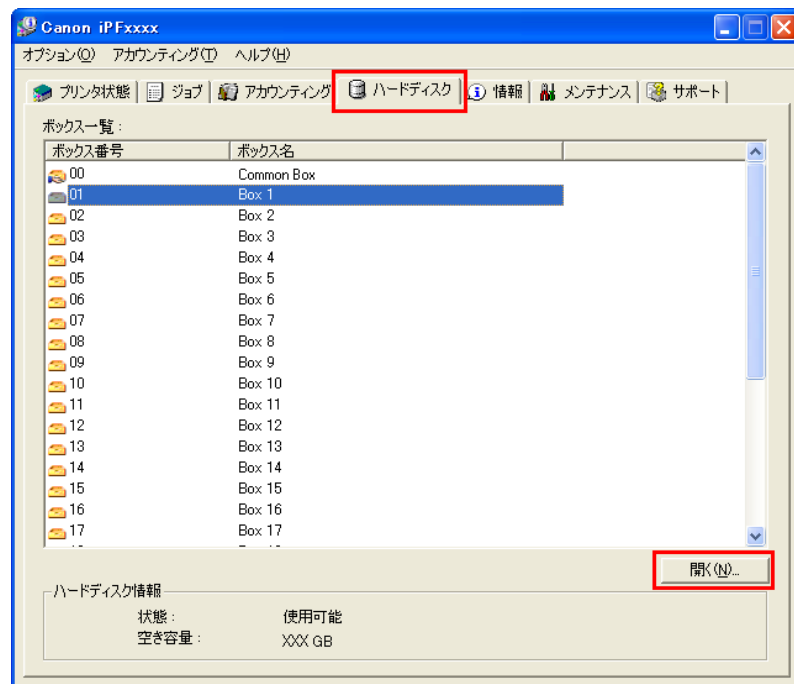 Canon iPFxxxx
オプション(O) アカウンティング(T) ヘルプ(H)
プリンタ状態 ジョブ アカウンティング ハードディスク 情報 メンテナンス サポート
ボックス一覧:
ボックス番号 ボックス名
00 Common Box
01 Box 1
02 Box 2
03 Box 3
04 Box 4
05 Box 5
06 Box 6
07 Box 7
08 Box 8
09 Box 9
10 Box 10
11 Box 11
12 Box 12
13 Box 13
14 Box 14
15 Box 15
16 Box 16
17 Box 17
開く(N)...
ハードディスク情報
状態: 使用可能
空き容量: XXX GB